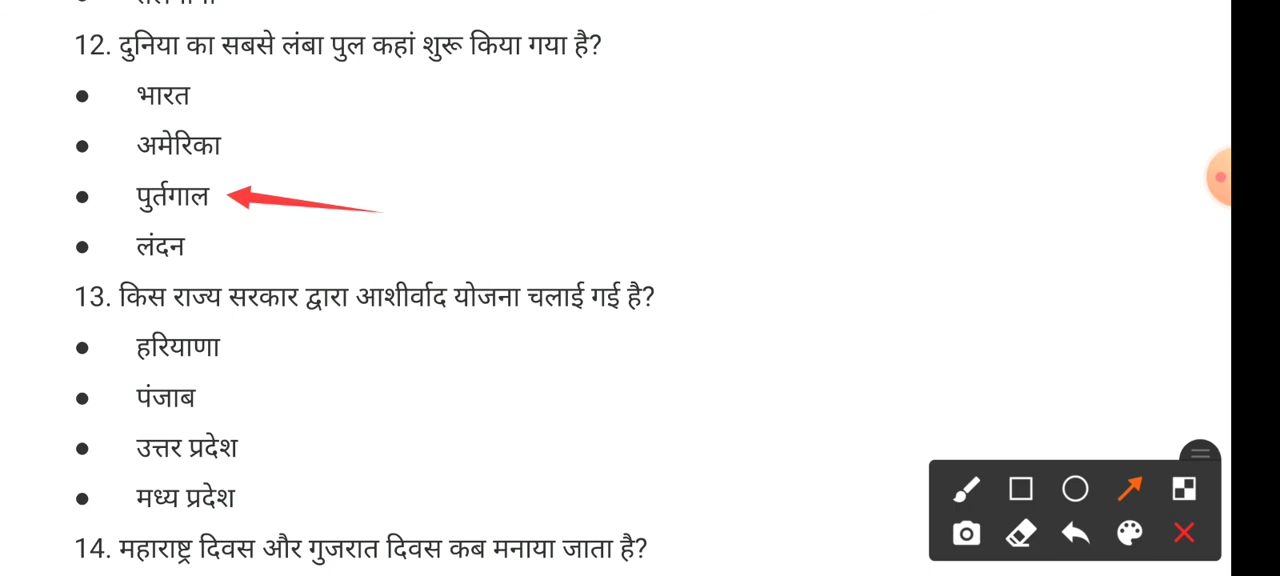 12. दुनिया का सबसे लंबा पुल कहां शुरू किया गया है?
● भारत
● अमेरिका
● पुर्तगाल
● लंदन
13. किस राज्य सरकार द्वारा आशीर्वाद योजना चलाई गई है?
● हरियाणा
● पंजाब
● उत्तर प्रदेश
● मध्य प्रदेश
14. महाराष्ट्र दिवस और गुजरात दिवस कब मनाया जाता है?